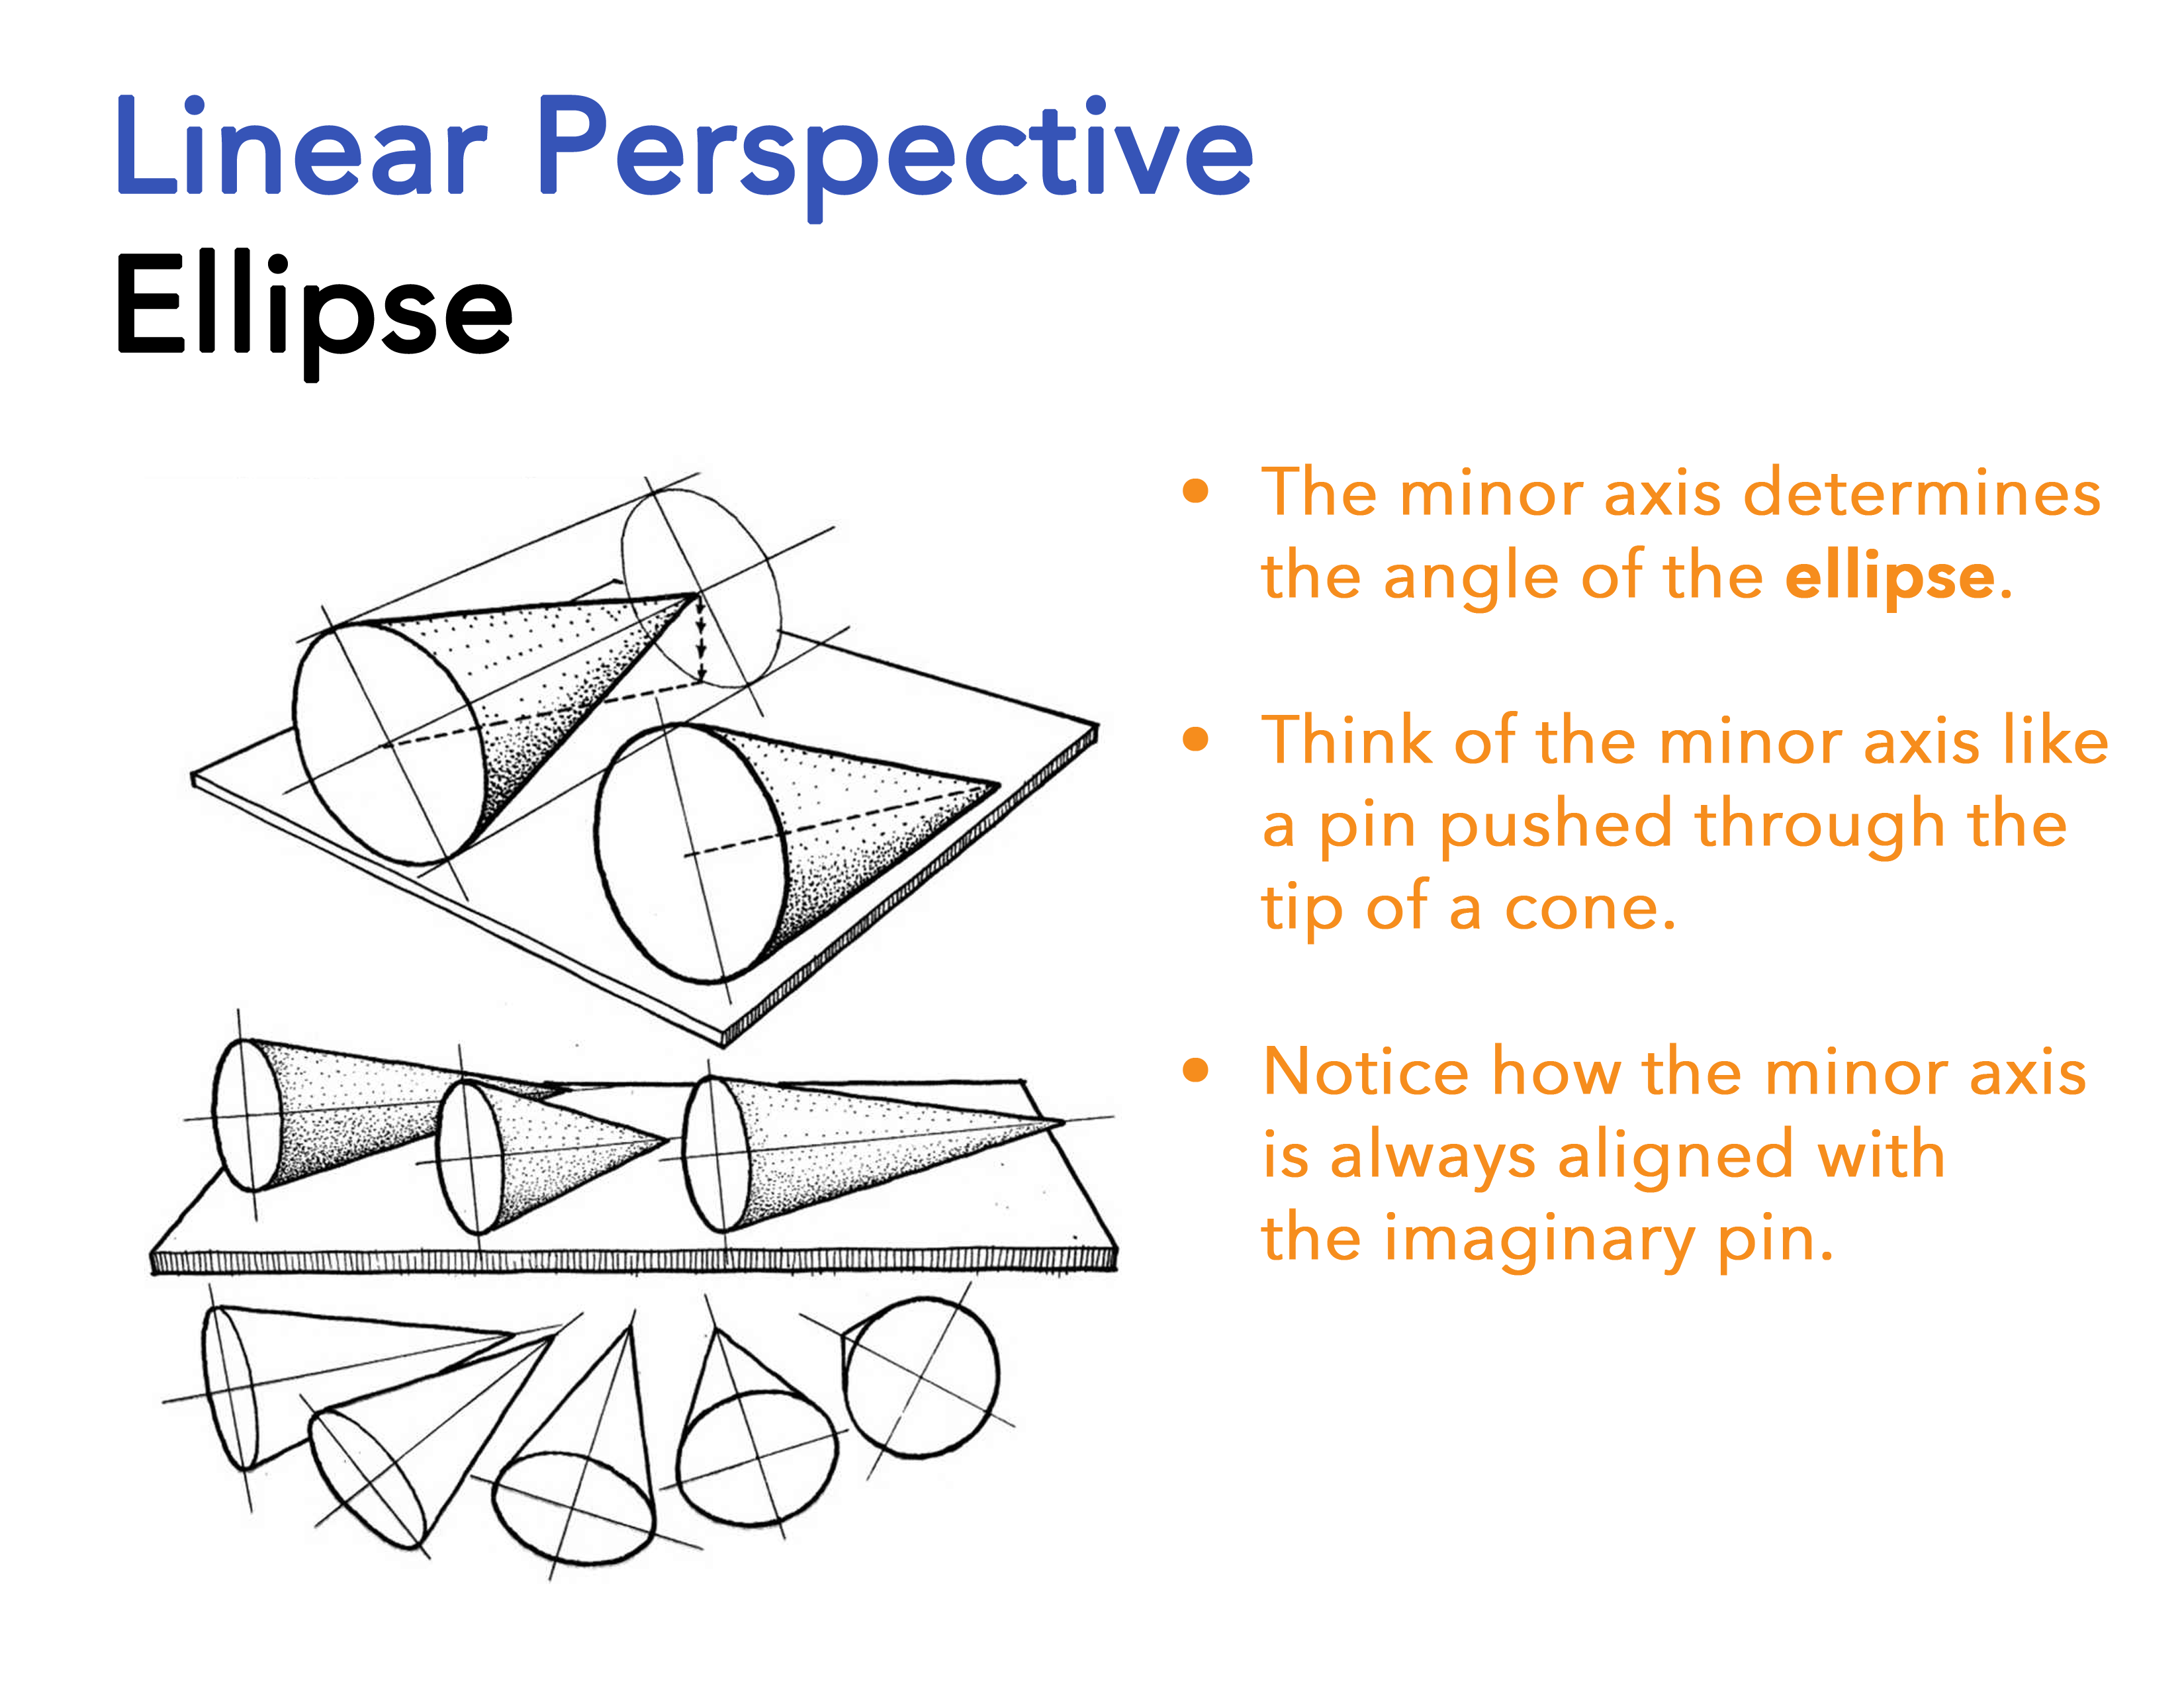 Linear Perspective
Ellipse
• The minor axis determines
the angle of the ellipse.
• Think of the minor axis like
a pin pushed through the
tip of a cone.
• Notice how the minor axis
is always aligned with
the imaginary pin.